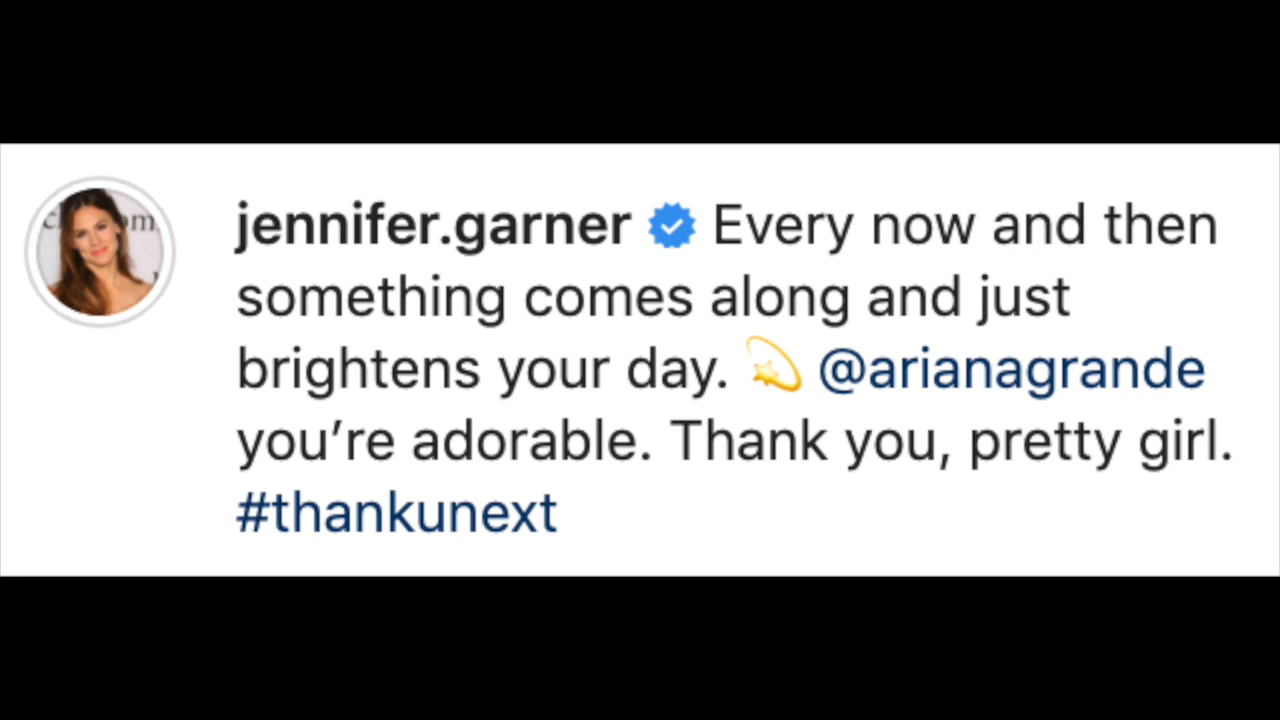 jennifer.garner Every now and then
something comes along and just
brightens your day. 💫 @arianagrande
you’re adorable. Thank you, pretty girl.
#thankunext